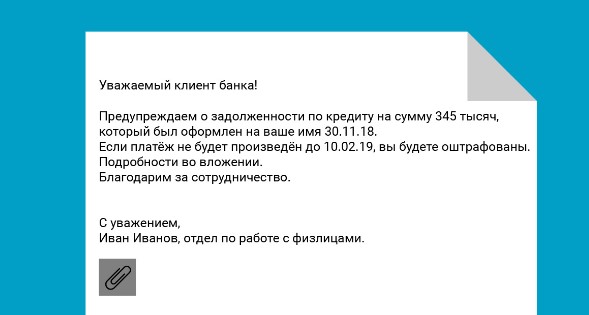 Уважаемый клиент банка!
Предупреждаем о задолженности по кредиту на сумму 345 тысяч,
который был оформлен на ваше имя 30.11.18.
Если платёж не будет произведён до 10.02.19, вы будете оштрафованы.
Подробности во вложении.
Благодарим за сотрудничество.
С уважением,
Иван Иванов, отдел по работе с физлицами.